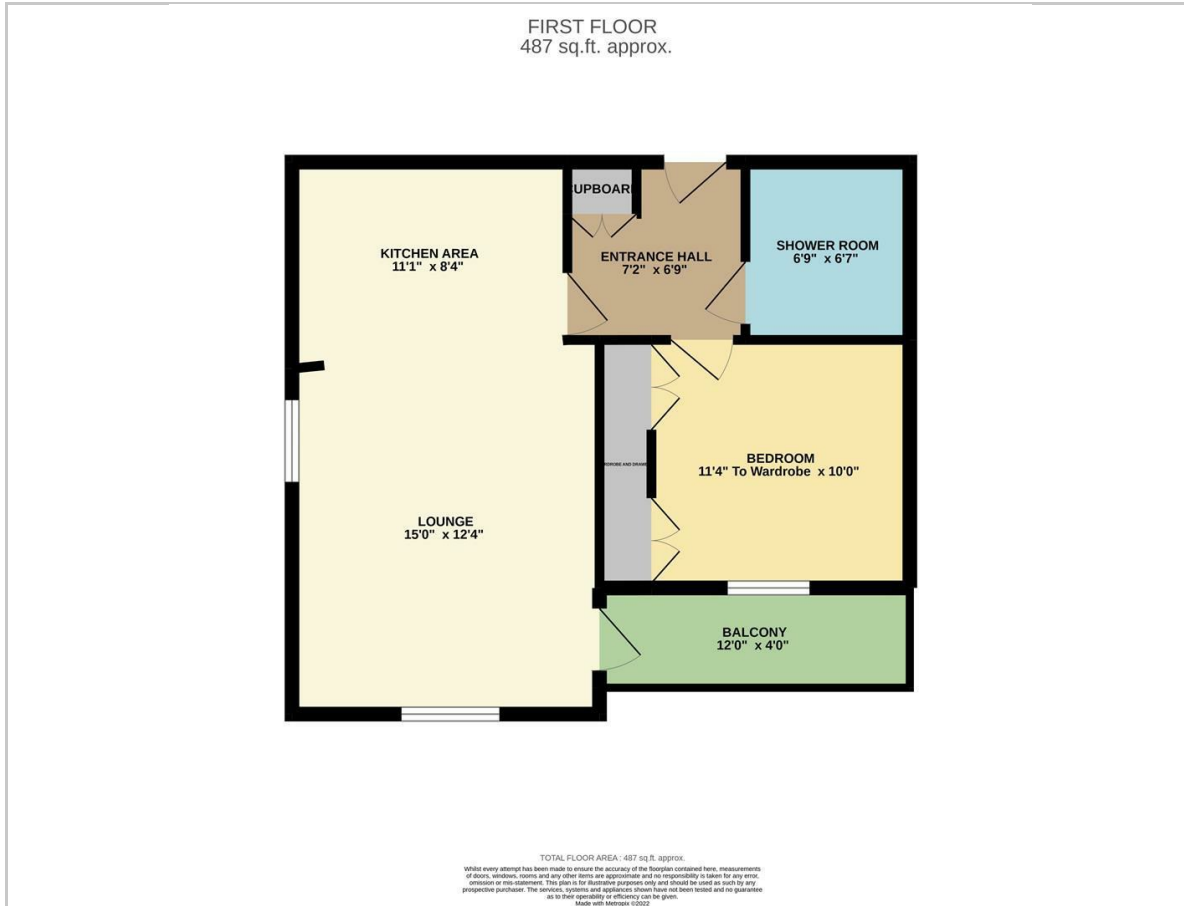 FIRST FLOOR
487 sq.ft. approx.
UPBOAR
KITCHEN AREA
11'1" x 8'4"
ENTRANCE HALL
7'2" x 6'9"
SHOWER ROOM
6'9" x 6'7"
BEDROOM
11'4" To Wardrobe x 10'0"
RDROBE AND DRAWE
LOUNGE
15'0" x 12'4"
BALCONY
12'0" x 4'0"
TOTAL FLOOR AREA : 487 sq.ft. approx.
Whilst every attempt has been made to ensure the accuracy of the floorplan contained here, measurements
of doors, windows, rooms and any other items are approximate and no responsibility is taken for any error,
omission or mis-statement. This plan is for illustrative purposes only and should be used as such by any
prospective purchaser. The services, systems and appliances shown have not been tested and no guarantee
as to their operability or efficiency can be given.
Made with Metropix ©2022